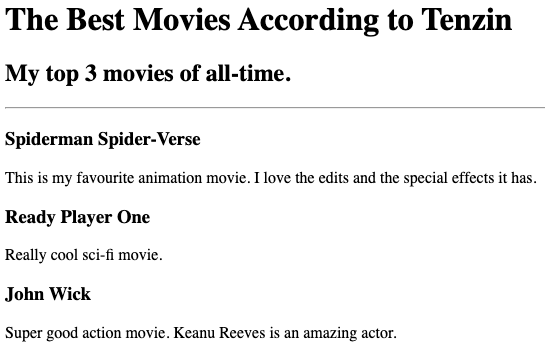 The Best Movies According to Tenzin
My top 3 movies of all-time.
Spiderman Spider-Verse
This is my favourite animation movie. I love the edits and the special effects it has.
Ready Player One
Really cool sci-fi movie.
John Wick
Super good action movie. Keanu Reeves is an amazing actor.